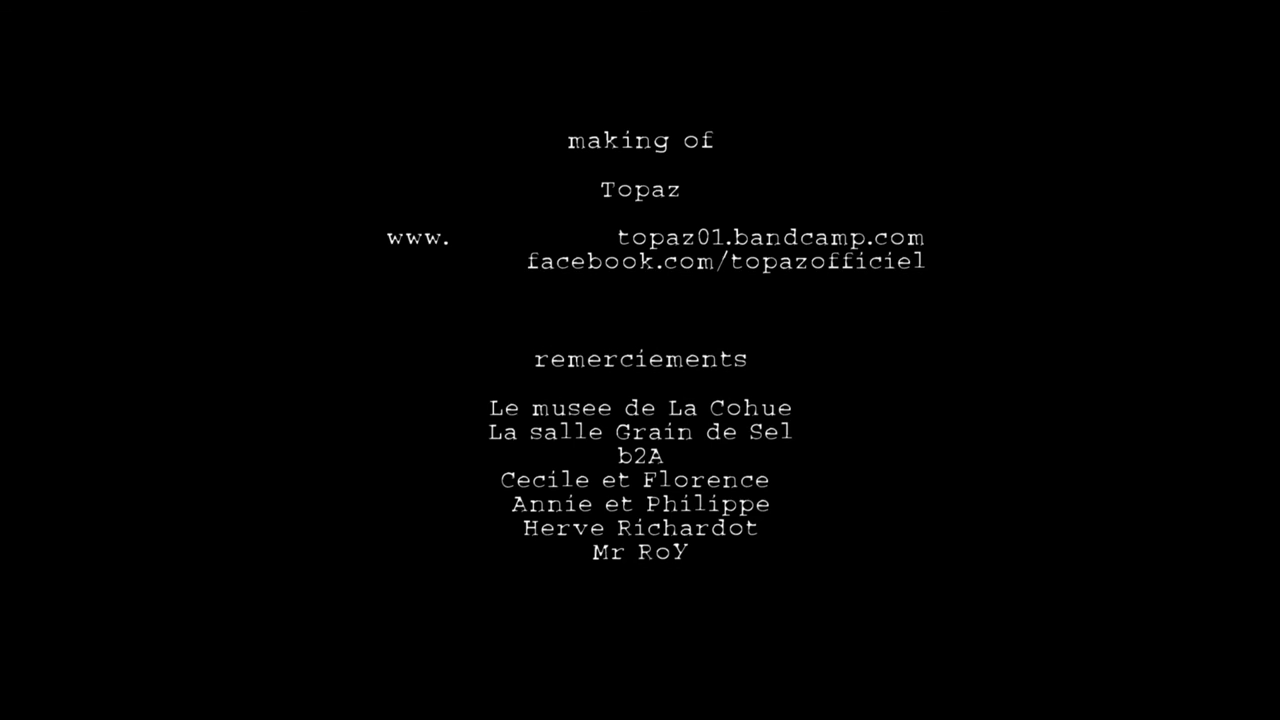 making of
Topaz
www. topaz01.bandcamp.com
facebook.com/topazofficiel
remerciements
Le musee de La Cohue
La salle Grain de Sel
b2A
Cecile et Florence
Annie et Philippe
Herve Richardot
Mr RoY